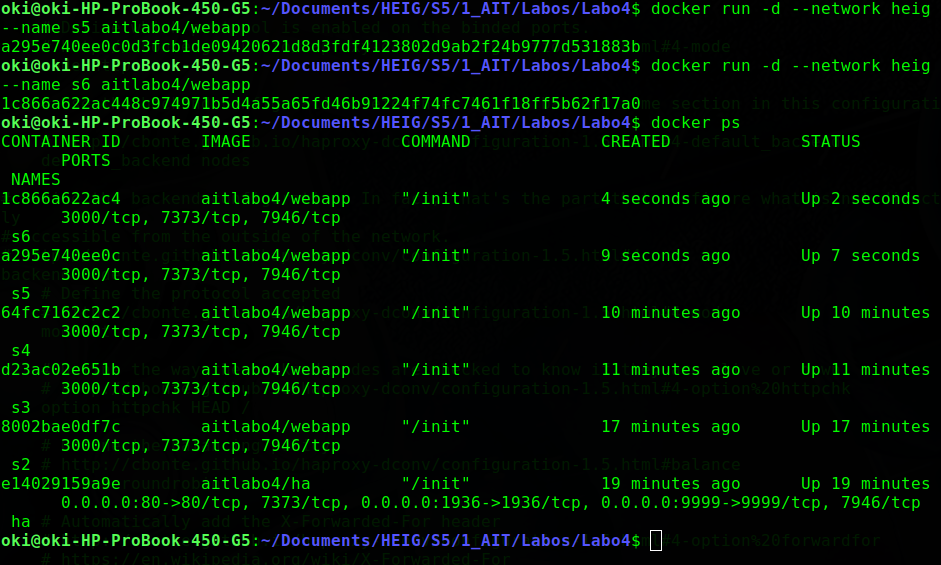 oki@oki-HP-ProBook-450-G5:~/Documents/HEIG/S5/1_AIT/Labos/Labo4$ docker run -d --network heig
--name s5 aitlabo4/webapp
a295e740ee0c0d3fcb1de09420621d8d3fdf4123802d9ab2f24b9777d531883b
oki@oki-HP-ProBook-450-G5:~/Documents/HEIG/S5/1_AIT/Labos/Labo4$ docker run -d --network heig
--name s6 aitlabo4/webapp
1c866a622ac448c974971b5d4a55a65fd46b91224f74fc7461f18ff5b62f17a0
oki@oki-HP-ProBook-450-G5:~/Documents/HEIG/S5/1_AIT/Labos/Labo4$ docker ps
CONTAINER ID        IMAGE               COMMAND             CREATED             STATUS
      PORTS
 NAMES
1c866a622ac4        aitlabo4/webapp     "/init"             4 seconds ago       Up 2 seconds
      3000/tcp, 7373/tcp, 7946/tcp
 s6
a295e740ee0c        aitlabo4/webapp     "/init"             9 seconds ago       Up 7 seconds
      3000/tcp, 7373/tcp, 7946/tcp
 s5
64fc7162c2c2        aitlabo4/webapp     "/init"             10 minutes ago      Up 10 minutes
      3000/tcp, 7373/tcp, 7946/tcp
 s4
d23ac02e651b        aitlabo4/webapp     "/init"             11 minutes ago      Up 11 minutes
      3000/tcp, 7373/tcp, 7946/tcp
 s3
8002bae0df7c        aitlabo4/webapp     "/init"             17 minutes ago      Up 17 minutes
      3000/tcp, 7373/tcp, 7946/tcp
 s2
e14029159a9e        aitlabo4/ha         "/init"             19 minutes ago      Up 19 minutes
      0.0.0.0:80->80/tcp, 7373/tcp, 0.0.0.0:1936->1936/tcp, 0.0.0.0:9999->9999/tcp, 7946/tcp
 ha
oki@oki-HP-ProBook-450-G5:~/Documents/HEIG/S5/1_AIT/Labos/Labo4$